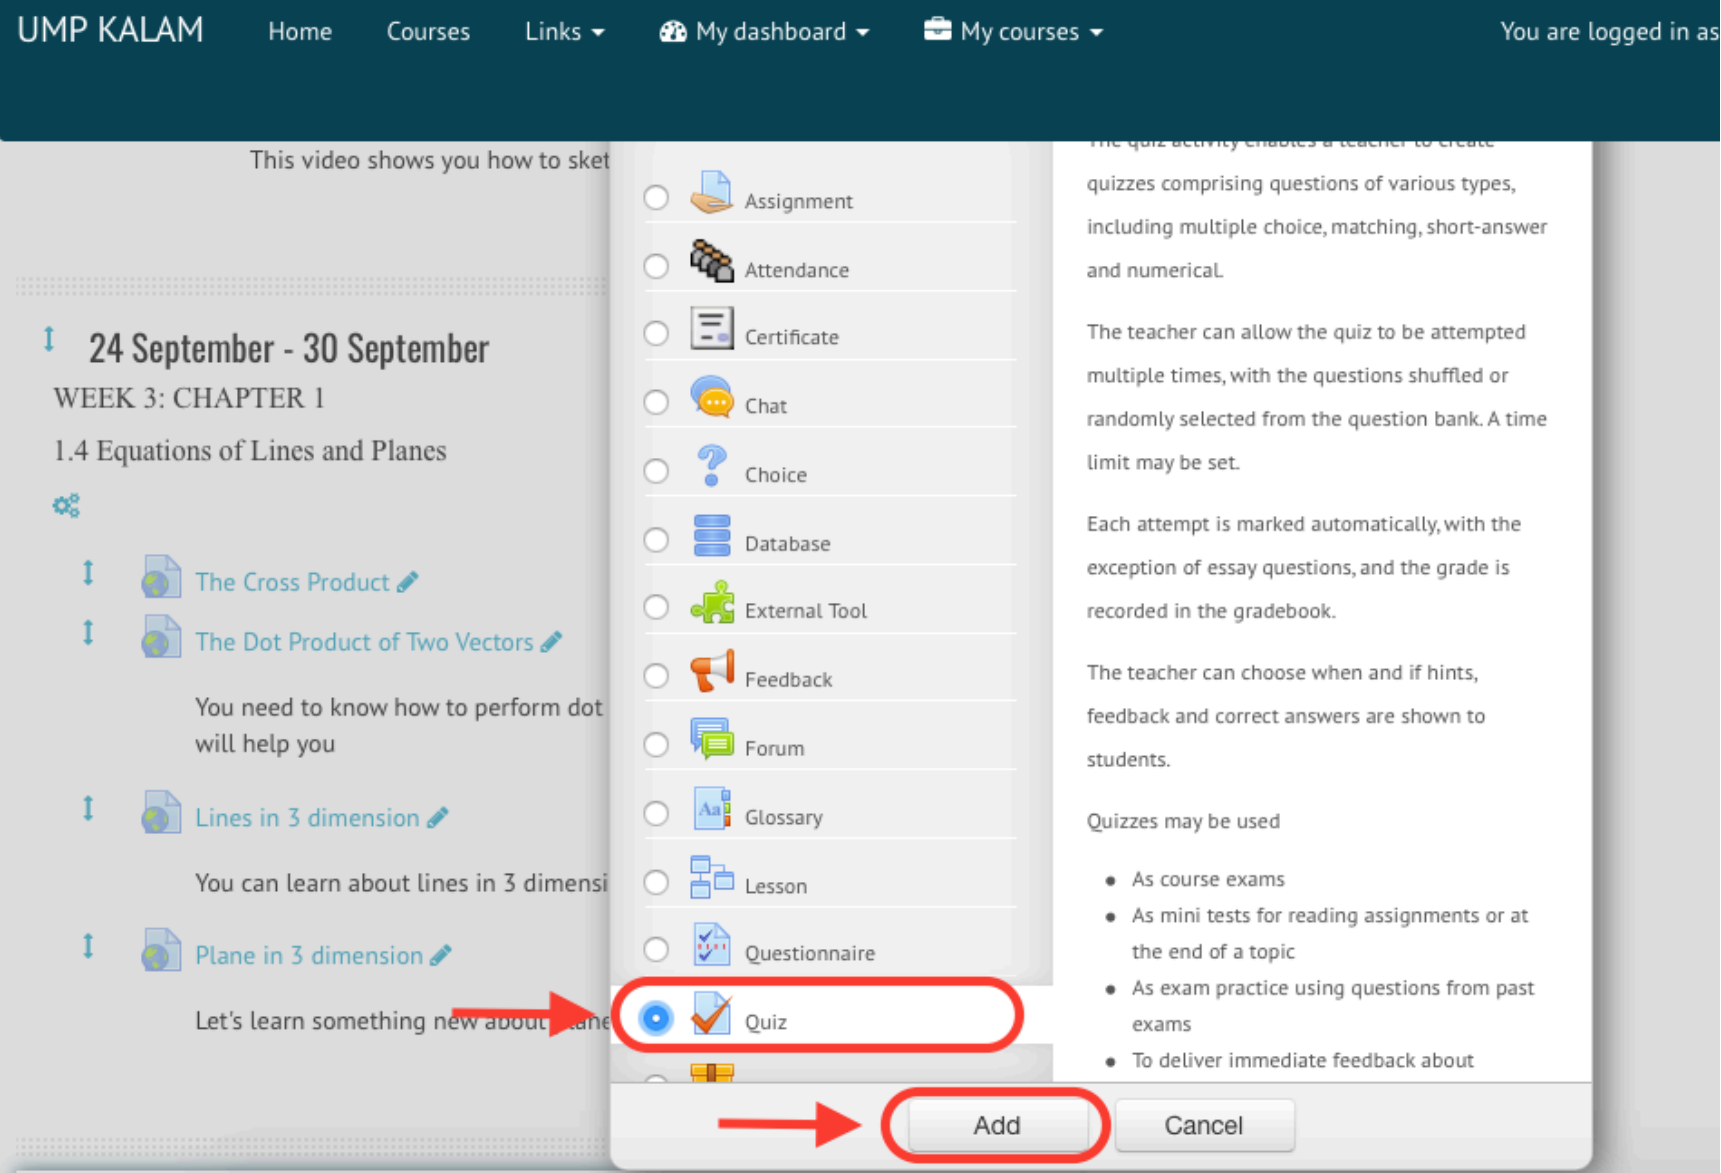 UMP KALAM Home Courses Links My dashboard My courses You are logged in as
This video shows you how to sket
24 September - 30 September
WEEK 3: CHAPTER 1
1.4 Equations of Lines and Planes
The Cross Product
The Dot Product of Two Vectors
You need to know how to perform dot
will help you
Lines in 3 dimension
You can learn about lines in 3 dimensi
Plane in 3 dimension
Let's learn something new about plane
Assignment
Attendance
Certificate
Chat
Choice
Database
External Tool
Feedback
Forum
Aa
Glossary
Lesson
Questionnaire
Quiz
The quiz activity enables a teacher to create
quizzes comprising questions of various types,
including multiple choice, matching, short-answer
and numerical.
The teacher can allow the quiz to be attempted
multiple times, with the questions shuffled or
randomly selected from the question bank. A time
limit may be set.
Each attempt is marked automatically, with the
exception of essay questions, and the grade is
recorded in the gradebook.
The teacher can choose when and if hints,
feedback and correct answers are shown to
students.
Quizzes may be used
As course exams
As mini tests for reading assignments or at
the end of a topic
As exam practice using questions from past
exams
To deliver immediate feedback about
Add Cancel